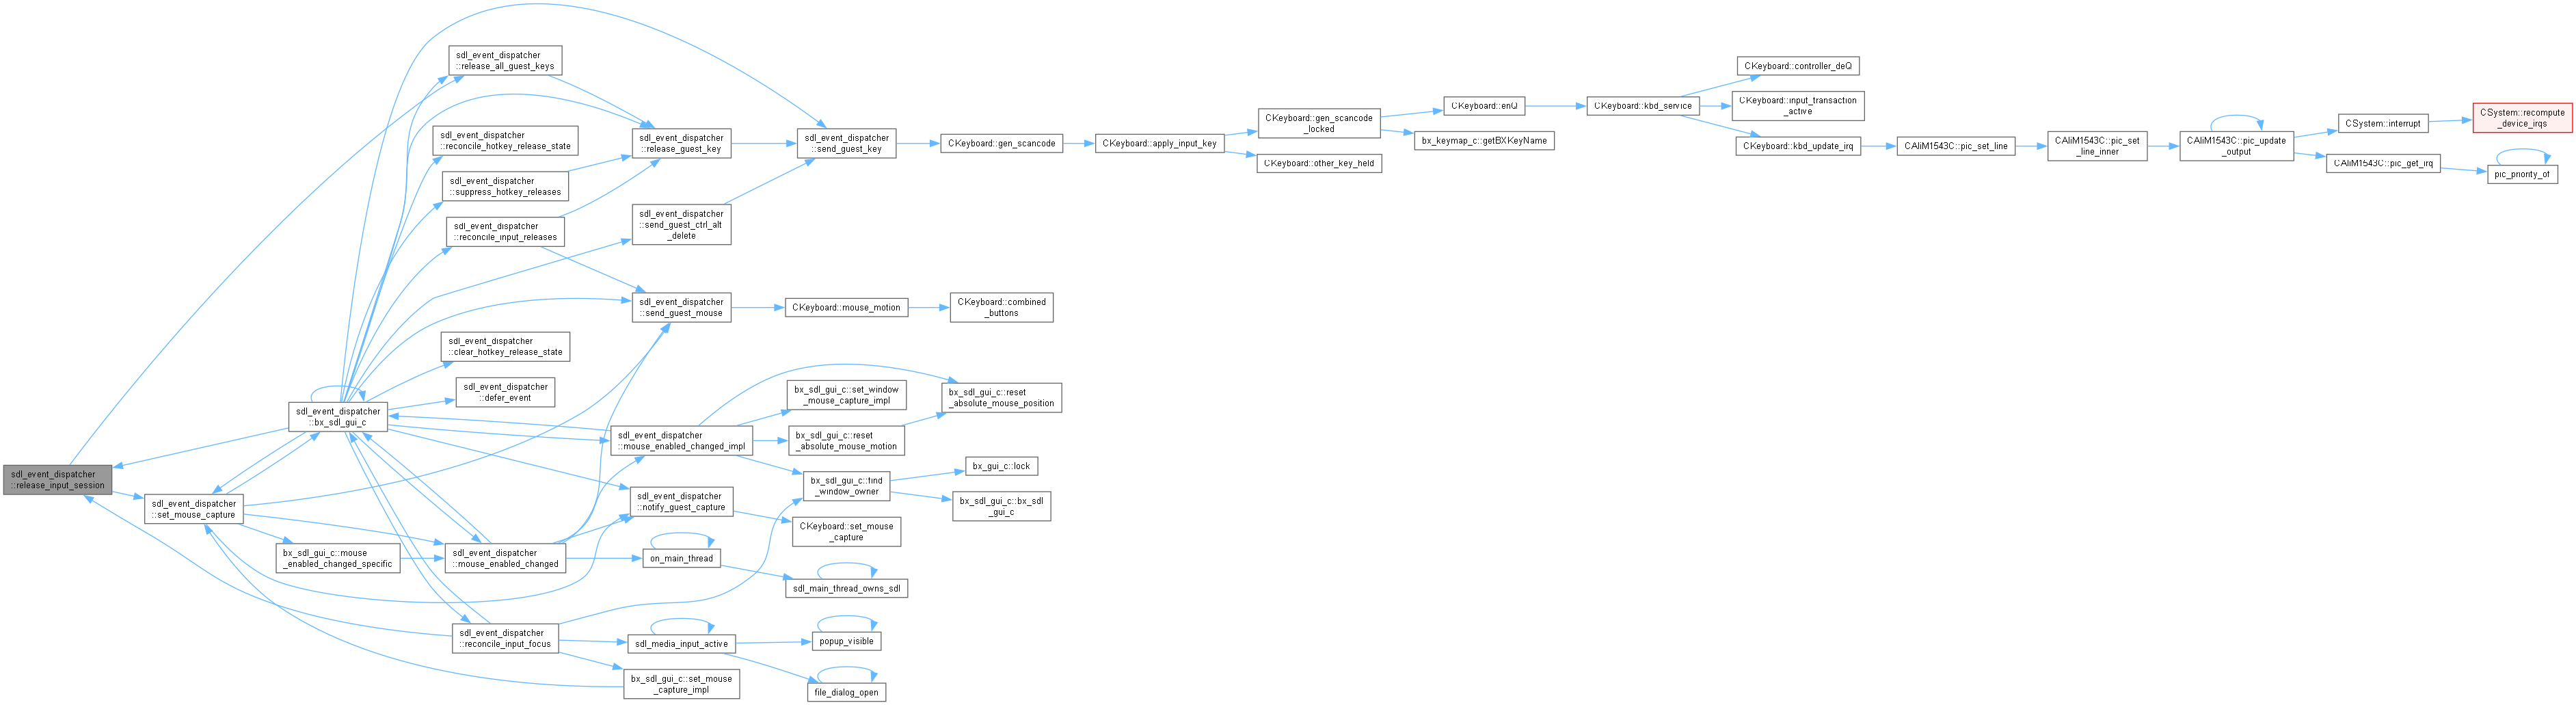 sdl_event_dispatcher
::release_input_session
sdl_event_dispatcher
::set_mouse_capture
sdl_event_dispatcher
::bx_sdl_gui_c
bx_sdl_gui_c::mouse
_enabled_changed_specific
sdl_event_dispatcher
::release_all_guest_keys
sdl_event_dispatcher
::reconcile_hotkey_release_state
sdl_event_dispatcher
::suppress_hotkey_releases
sdl_event_dispatcher
::reconcile_input_releases
sdl_event_dispatcher
::clear_hotkey_release_state
sdl_event_dispatcher
::defer_event
sdl_event_dispatcher
::mouse_enabled_changed
sdl_event_dispatcher
::reconcile_input_focus
sdl_event_dispatcher
::release_guest_key
sdl_event_dispatcher
::send_guest_ctrl_alt
_delete
sdl_event_dispatcher
::send_guest_mouse
sdl_event_dispatcher
::mouse_enabled_changed_impl
sdl_event_dispatcher
::notify_guest_capture
on_main_thread
sdl_media_input_active
bx_sdl_gui_c::set_mouse
_capture_impl
sdl_event_dispatcher
::send_guest_key
CKeyboard::mouse_motion
bx_sdl_gui_c::set_window
_mouse_capture_impl
bx_sdl_gui_c::reset
_absolute_mouse_motion
bx_sdl_gui_c::find
_window_owner
CKeyboard::set_mouse
_capture
sdl_main_thread_owns_sdl
popup_visible
file_dialog_open
CKeyboard::gen_scancode
CKeyboard::combined
_buttons
bx_sdl_gui_c::reset
_absolute_mouse_position
bx_gui_c::lock
bx_sdl_gui_c::bx_sdl
_gui_c
CKeyboard::apply_input_key
CKeyboard::gen_scancode
_locked
CKeyboard::other_key_held
CKeyboard::enQ
bx_keymap_c::getBXKeyName
CKeyboard::kbd_service
CKeyboard::controller_deQ
CKeyboard::input_transaction
_active
CKeyboard::kbd_update_irq
CAliM1543C::pic_set_line
CAliM1543C::pic_set
_line_inner
CAliM1543C::pic_update
_output
CSystem::interrupt
CAliM1543C::pic_get_irq
CSystem::recompute
_device_irqs
pic_priority_of